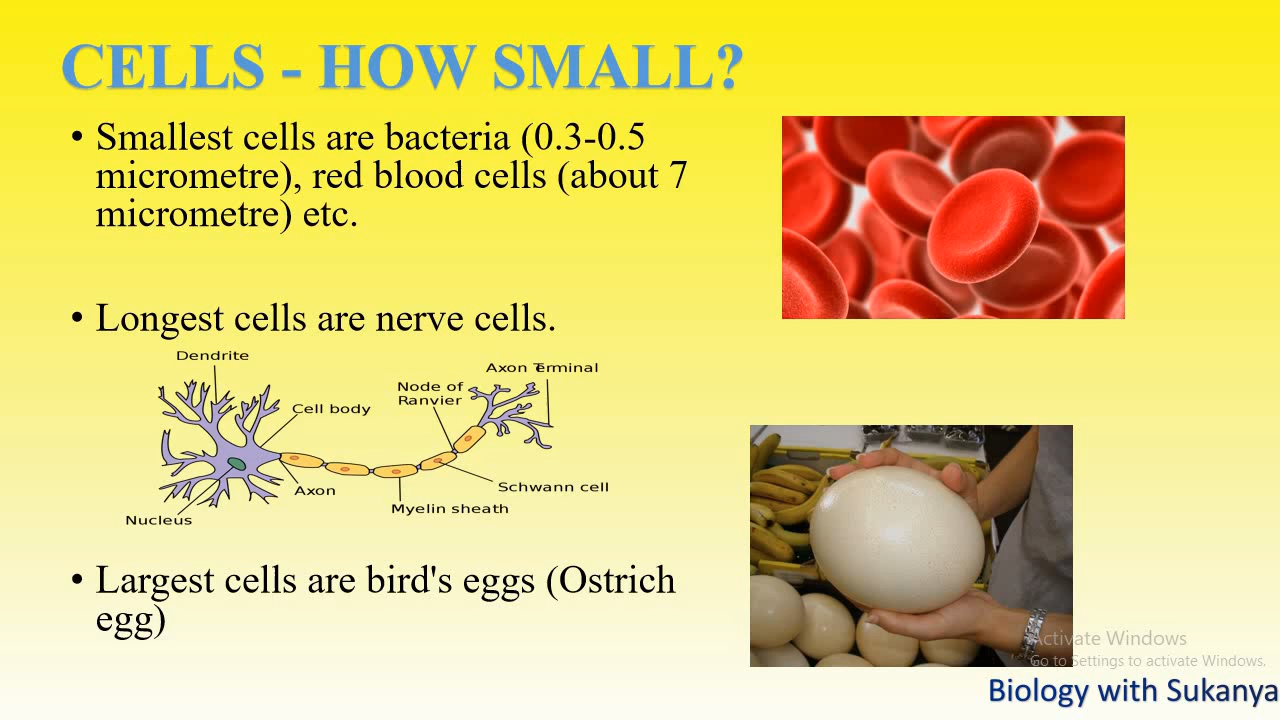 CELLS - HOW SMALL?
• Smallest cells are bacteria (0.3-0.5
micrometre), red blood cells (about 7
micrometre) etc.
• Longest cells are nerve cells.
Dendrite
Axon Terminal
Node of
Ranvier
Cell body
Axon
Schwann cell
Myelin sheath
Nucleus
• Largest cells are bird's eggs (Ostrich
egg)
Activate Windows
Go to Settings to activate Windows.
Biology with Sukanya